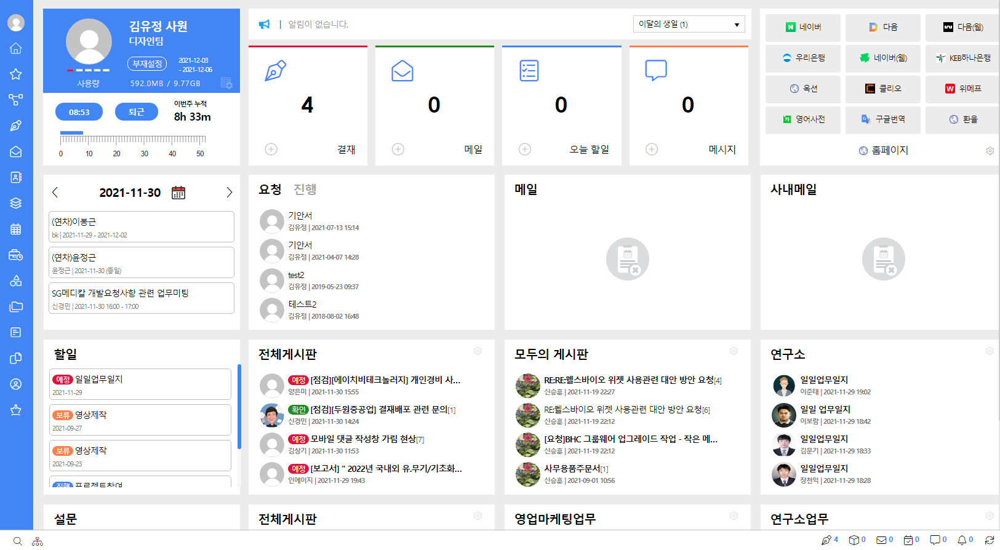 김유정 사원
디자인팀
부재설정
2021-12-03
- 2021-12-06
사용량
592.0MB / 9.77GB
08:53
퇴근
이번주 누적
8h 33m
0 10 20 30 40 50
알림이 없습니다.
이달의 생일 (1)
4
결재
0
메일
0
오늘 할일
0
메시지
네이버
다음
다음(웹)
우리은행
네이버(웹)
KEB하나은행
옥션
클리오
위메프
영어사전
구글번역
환율
홈페이지
2021-11-30
(연차)이봉근
bk | 2021-11-29 - 2021-12-02
(연차)윤정근
윤정근 | 2021-11-30 (종일)
SG메디칼 개발요청사항 관련 업무미팅
신경민 | 2021-11-30 16:00 - 17:00
요청 진행
기안서
김유정 | 2021-07-13 15:14
기안서
김유정 | 2021-04-07 14:28
test2
김유정 | 2019-05-23 09:37
테스트2
김유정 | 2018-08-02 16:48
메일
사내메일
할일
예정 일일업무일지
2021-11-29
보류 영상제작
2021-09-27
보류 영상제작
2021-09-23
진행 프로젝트참여
전체게시판
예정 [점검][에이치비테크놀러지] 개인경비 사...
양은미 | 2021-11-30 15:55
확인 [점검][두원중공업] 결재배포 관련 문의[1]
신경민 | 2021-11-30 14:24
예정 모바일 댓글 작성창 가림 현상[7]
김상기 | 2021-11-30 11:53
예정 [보고서] " 2022년 국내외 유.무기/기초화...
인에이지 | 2021-11-29 19:43
모두의 게시판
RE:RE:웰스바이오 위젯 사용관련 대안 방안 요청[4]
신승훈 | 2021-11-19 22:27
RE:웰스바이오 위젯 사용관련 대안 방안 요청[6]
신승훈 | 2021-11-19 22:12
[요청]BHC 그룹웨어 업그레이드 작업 - 작은 메...
신승훈 | 2021-11-19 22:12
사무용품주문서[1]
신승훈 | 2021-09-01 10:56
연구소
일일업무일지
이준태 | 2021-11-29 19:02
일일 업무일지
이보람 | 2021-11-29 18:42
일일업무일지
김문기 | 2021-11-29 18:33
일일업무일지
장천익 | 2021-11-29 18:28
설문
전체게시판
영업마케팅업무
연구소업무
4 0 0 0 0 0